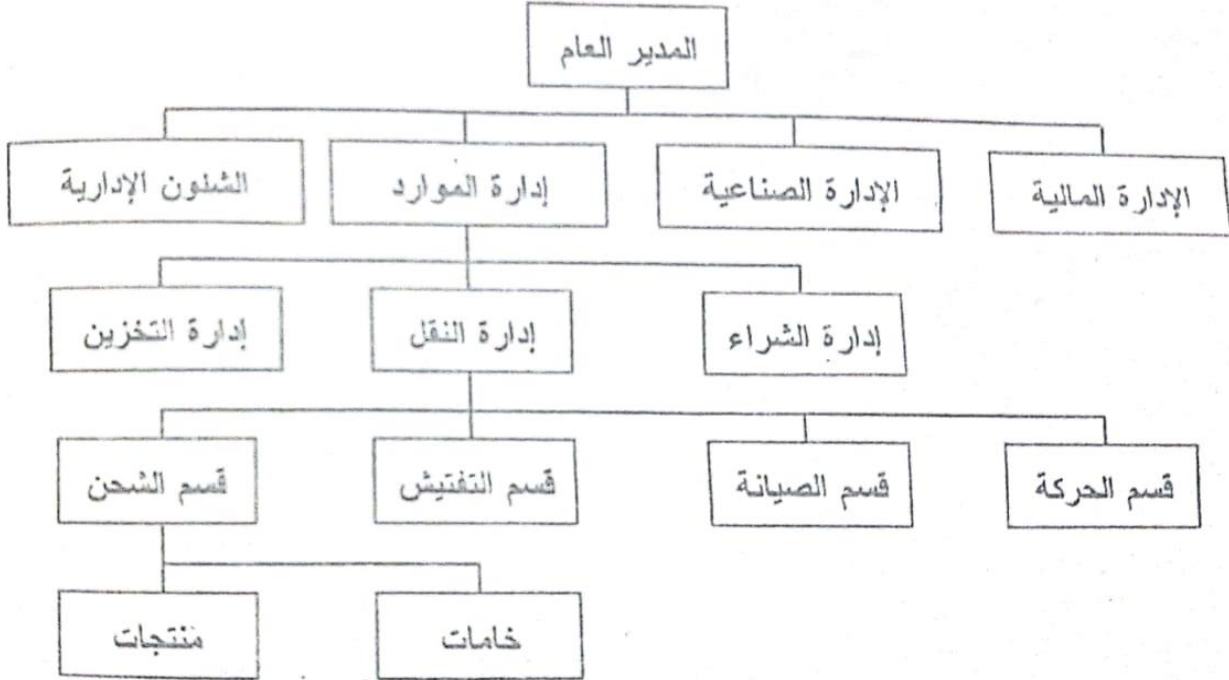 المدير العام
الإدارة المالية
الإدارة الصناعية
إدارة الموارد
الشئون الإدارية
إدارة الشراء
إدارة النقل
إدارة التخزين
قسم الحركة
قسم الصيانة
قسم التفتيش
قسم الشحن
خامات
منتجات